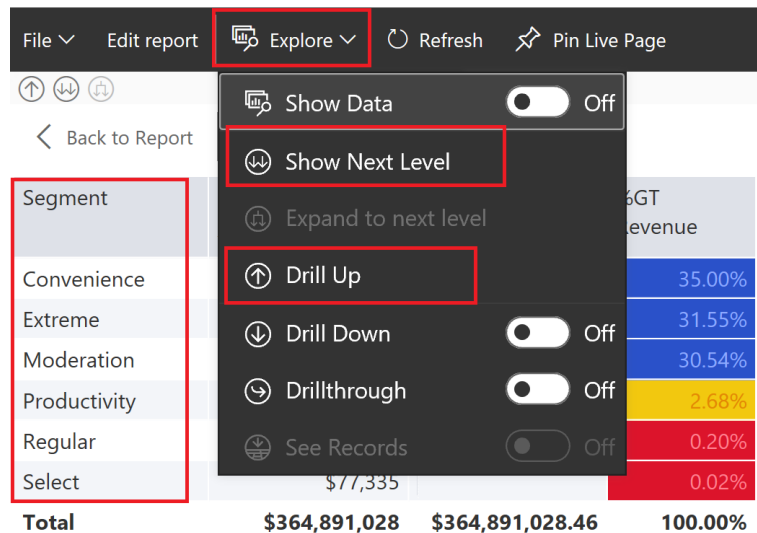 File Edit report Explore Refresh Pin Live Page
Show Data Off
Back to Report
Show Next Level
Segment %GT
Revenue
Expand to next level
Convenience Drill Up 35.00%
Extreme 31.55%
Drill Down Off
Moderation 30.54%
Productivity Drillthrough Off 2.68%
Regular See Records Off 0.20%
Select $77,335 0.02%
Total $364,891,028 $364,891,028.46 100.00%